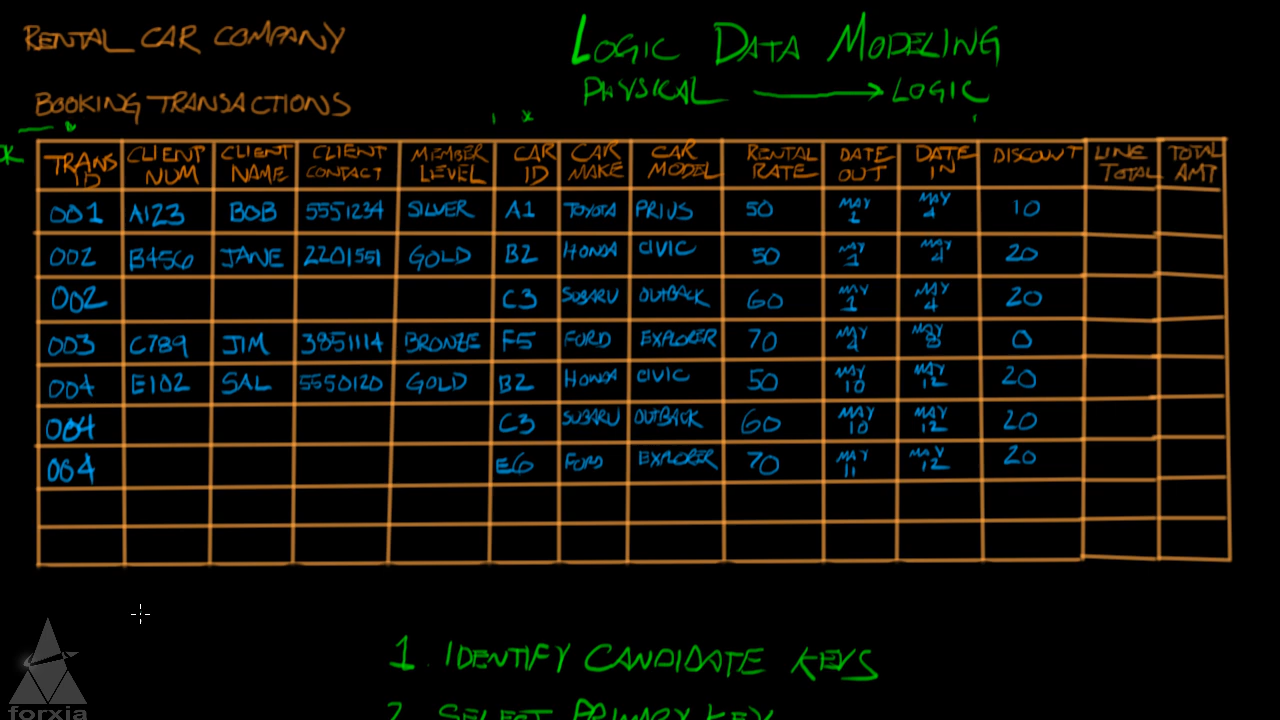 RENTAL CAR COMPANY
LOGIC DATA MODELING
PHYSICAL → LOGIC
BOOKING TRANSACTIONS
TRANS ID CLIENT NUM CLIENT NAME CLIENT CONTACT MEMBER LEVEL CAR ID CAR MAKE CAR MODEL RENTAL RATE DATE OUT DATE IN DISCOUNT LINE TOTAL TOTAL AMT
001 A123 BOB 5551234 SILVER A1 TOYOTA PRIUS 50 MAY 1 MAY 4 10
002 B456 JANE 2201551 GOLD B2 HONDA CIVIC 50 MAY 1 MAY 4 20
002 C3 SUBARU OUTBACK 60 MAY 1 MAY 4 20
003 C789 JIM 3851114 BRONZE F5 FORD EXPLORER 70 MAY 4 MAY 8 0
004 E102 SAL 5550120 GOLD B2 HONDA CIVIC 50 MAY 10 MAY 12 20
004 C3 SUBARU OUTBACK 60 MAY 10 MAY 12 20
004 E6 FORD EXPLORER 70 MAY 11 MAY 12 20
1. IDENTIFY CANDIDATE KEYS
2. SELECT PRIMARY KEY
forxia